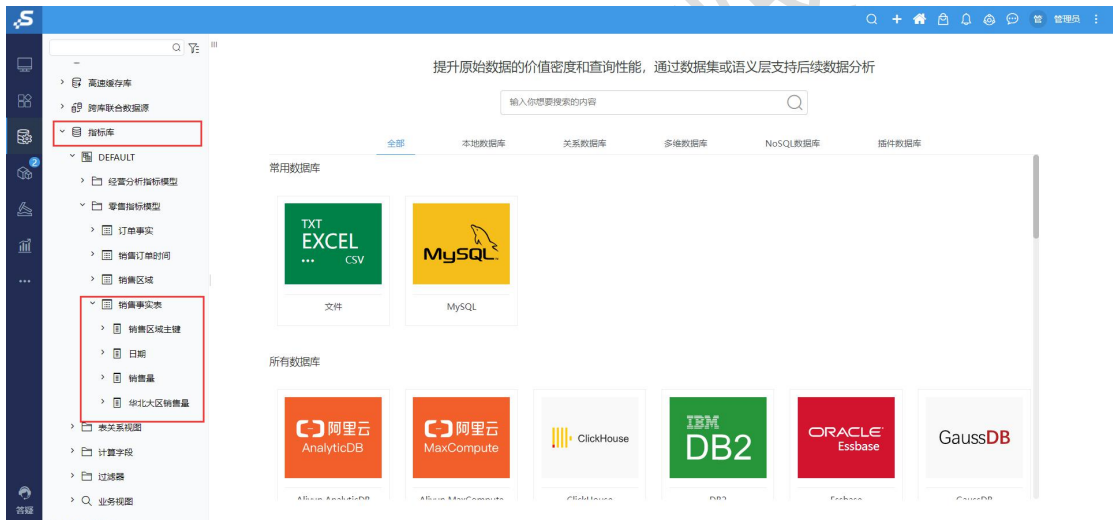 S
管 管理员
高速缓存库
跨库联合数据源
指标库
DEFAULT
经营分析指标模型
零售指标模型
订单事实
销售订单时间
销售区域
销售事实表
销售区域主键
日期
销售量
华北大区销售量
表关系视图
计算字段
过滤器
业务视图
2
答疑
提升原始数据的价值密度和查询性能，通过数据集或语义层支持后续数据分析
输入你想要搜索的内容
全部 本地数据库 关系数据库 多维数据库 NoSQL数据库 插件数据库
常用数据库
TXT
EXCEL
... CSV
文件
MySQL
MySQL
所有数据库
阿里云
AnalyticDB
阿里云
MaxCompute
ClickHouse
IBM
DB2
ORACLE
Essbase
GaussDB
Aliyun AnalyticDB Aliyun MaxCompute ClickHouse DB2 Essbase GaussDB